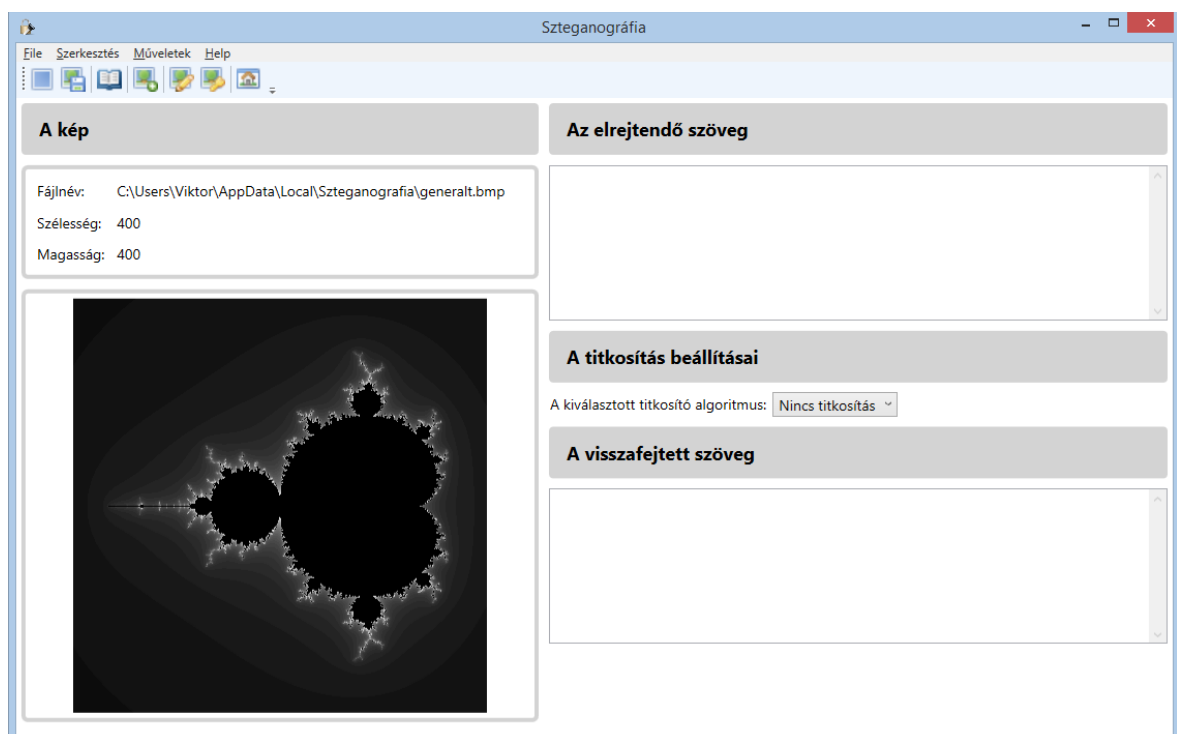 Szteganográfia
File Szerkesztés Műveletek Help
A kép
Fájlnév: C:\Users\Viktor\AppData\Local\Szteganografia\generalt.bmp
Szélesség: 400
Magasság: 400
Az elrejtendő szöveg
A titkosítás beállításai
A kiválasztott titkosító algoritmus: Nincs titkosítás
A visszafejtett szöveg